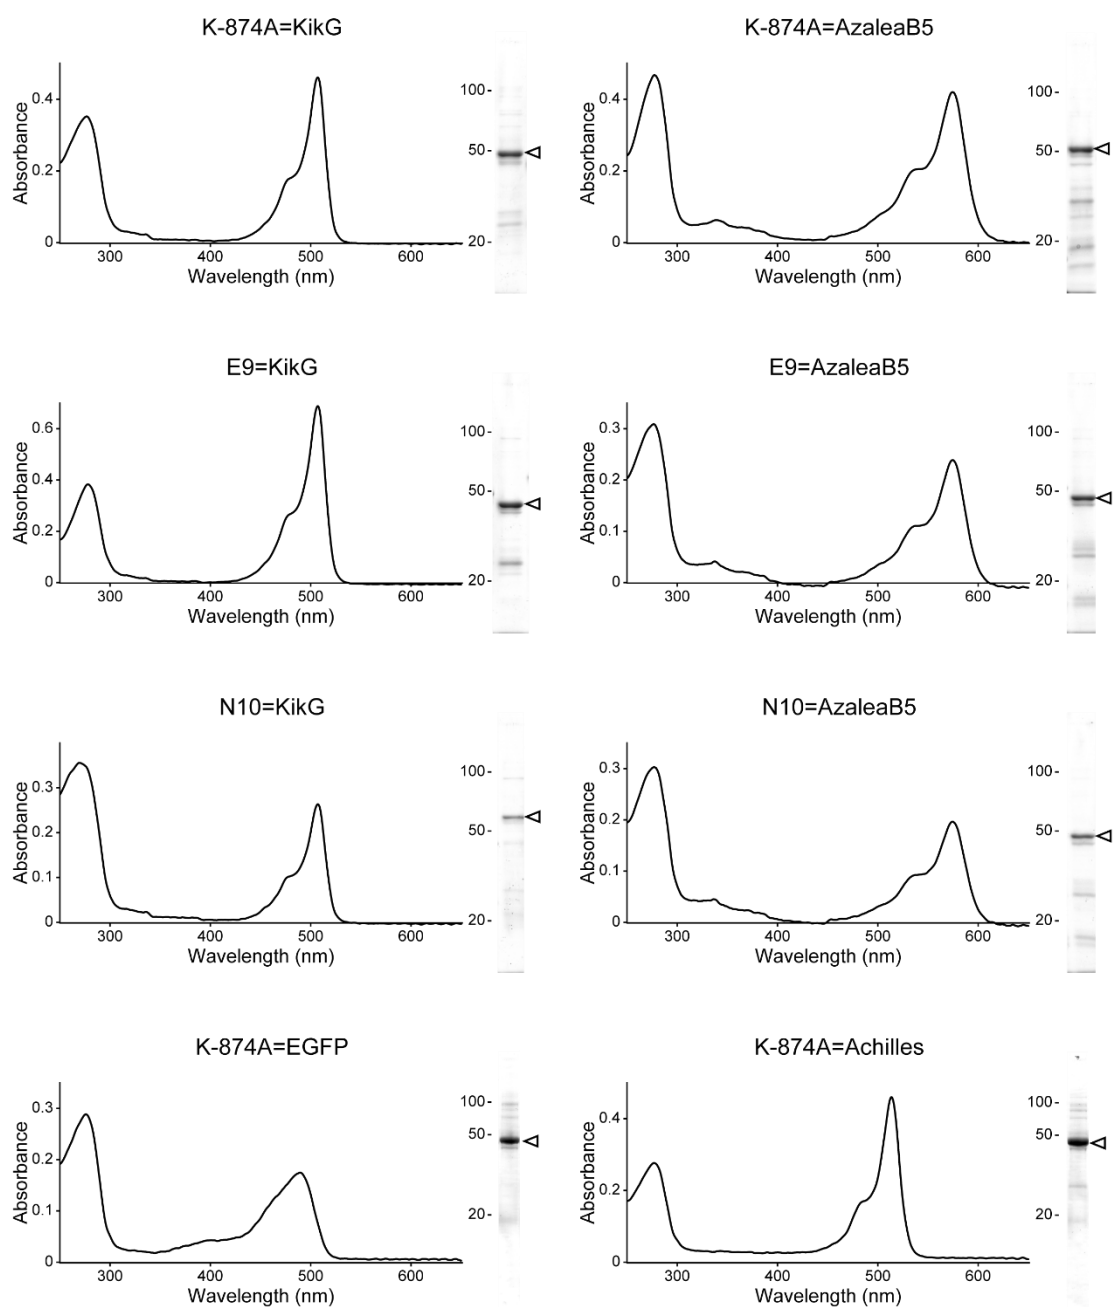 K-874A=KikG
Absorbance
0.4
0.2
0
300 400 500 600
Wavelength (nm)
100-
50-
20-
K-874A=AzaleaB5
Absorbance
0.4
0.2
0
300 400 500 600
Wavelength (nm)
100-
50-
20-
E9=KikG
Absorbance
0.6
0.4
0.2
0
300 400 500 600
Wavelength (nm)
100-
50-
20-
E9=AzaleaB5
Absorbance
0.3
0.2
0.1
0
300 400 500 600
Wavelength (nm)
100-
50-
20-
N10=KikG
Absorbance
0.3
0.2
0.1
0
300 400 500 600
Wavelength (nm)
100-
50-
20-
N10=AzaleaB5
Absorbance
0.3
0.2
0.1
0
300 400 500 600
Wavelength (nm)
100-
50-
20-
K-874A=EGFP
Absorbance
0.3
0.2
0.1
0
300 400 500 600
Wavelength (nm)
100-
50-
20-
K-874A=Achilles
Absorbance
0.4
0.2
0
300 400 500 600
Wavelength (nm)
100-
50-
20-